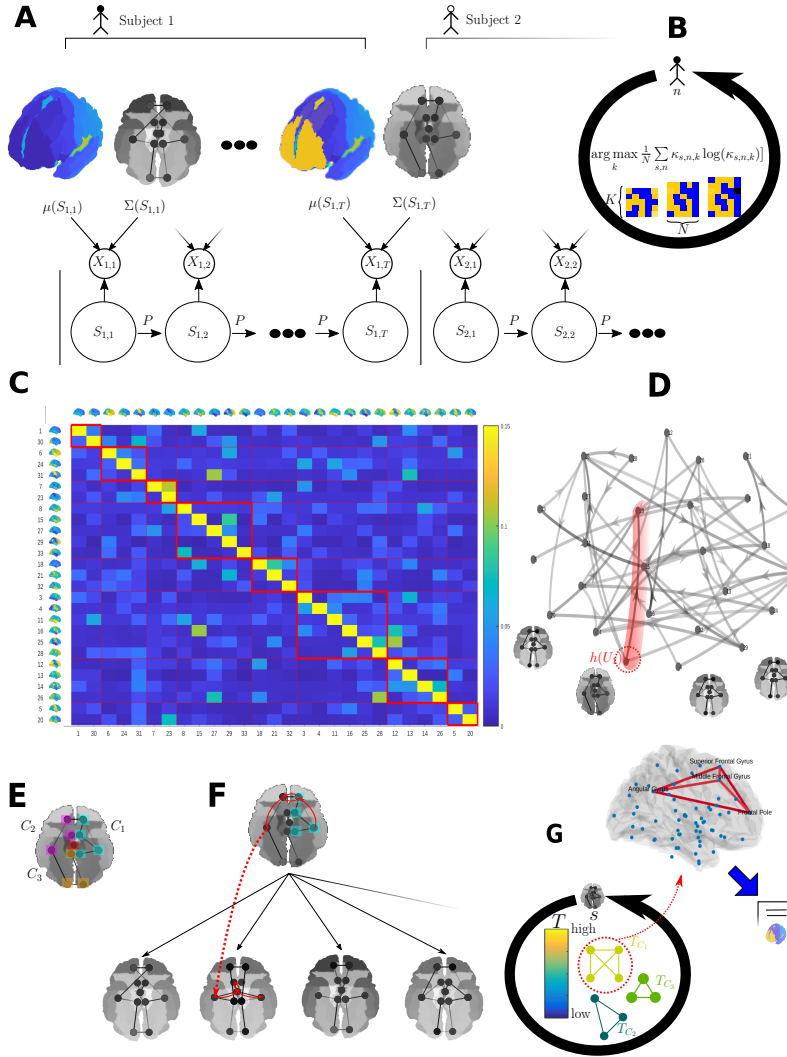 A
Subject 1
Subject 2
B
n
arg max 1/N ∑ κs,n,k log(κs,n,k)]
k
s,n
K{
N
μ(S1,1)
Σ(S1,1)
μ(S1,T)
Σ(S1,T)
X1,1
X1,2
X1,T
X2,1
X2,2
S1,1
P
S1,2
P
P
S1,T
S2,1
P
S2,2
P
C
D
1
30
6
24
31
7
23
8
15
27
29
33
18
21
32
3
4
11
16
25
28
12
13
14
26
5
20
0.15
0.1
0.05
0
1 30 6 24 31 7 23 8 15 27 29 33 18 21 32 3 4 11 16 25 28 12 13 14 26 5 20
h(U
E
C2
C1
C3
F
G
Superior Frontal Gyrus
Middle Frontal Gyrus
Angular Gyrus
Frontal Pole
s
T
high
low
TC1
TC3
TC2